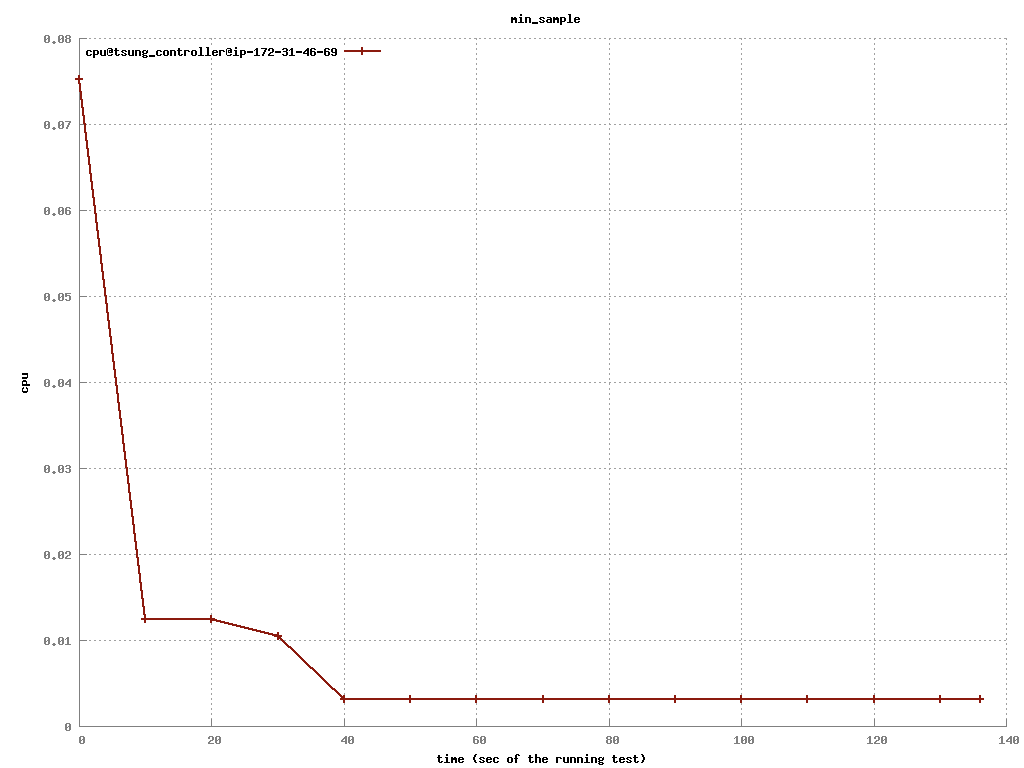 min_sample
cpu@tsung_controller@ip-172-31-46-69
0.08
0.07
0.06
0.05
0.04
0.03
0.02
0.01
0
cpu
0 20 40 60 80 100 120 140
time (sec of the running test)